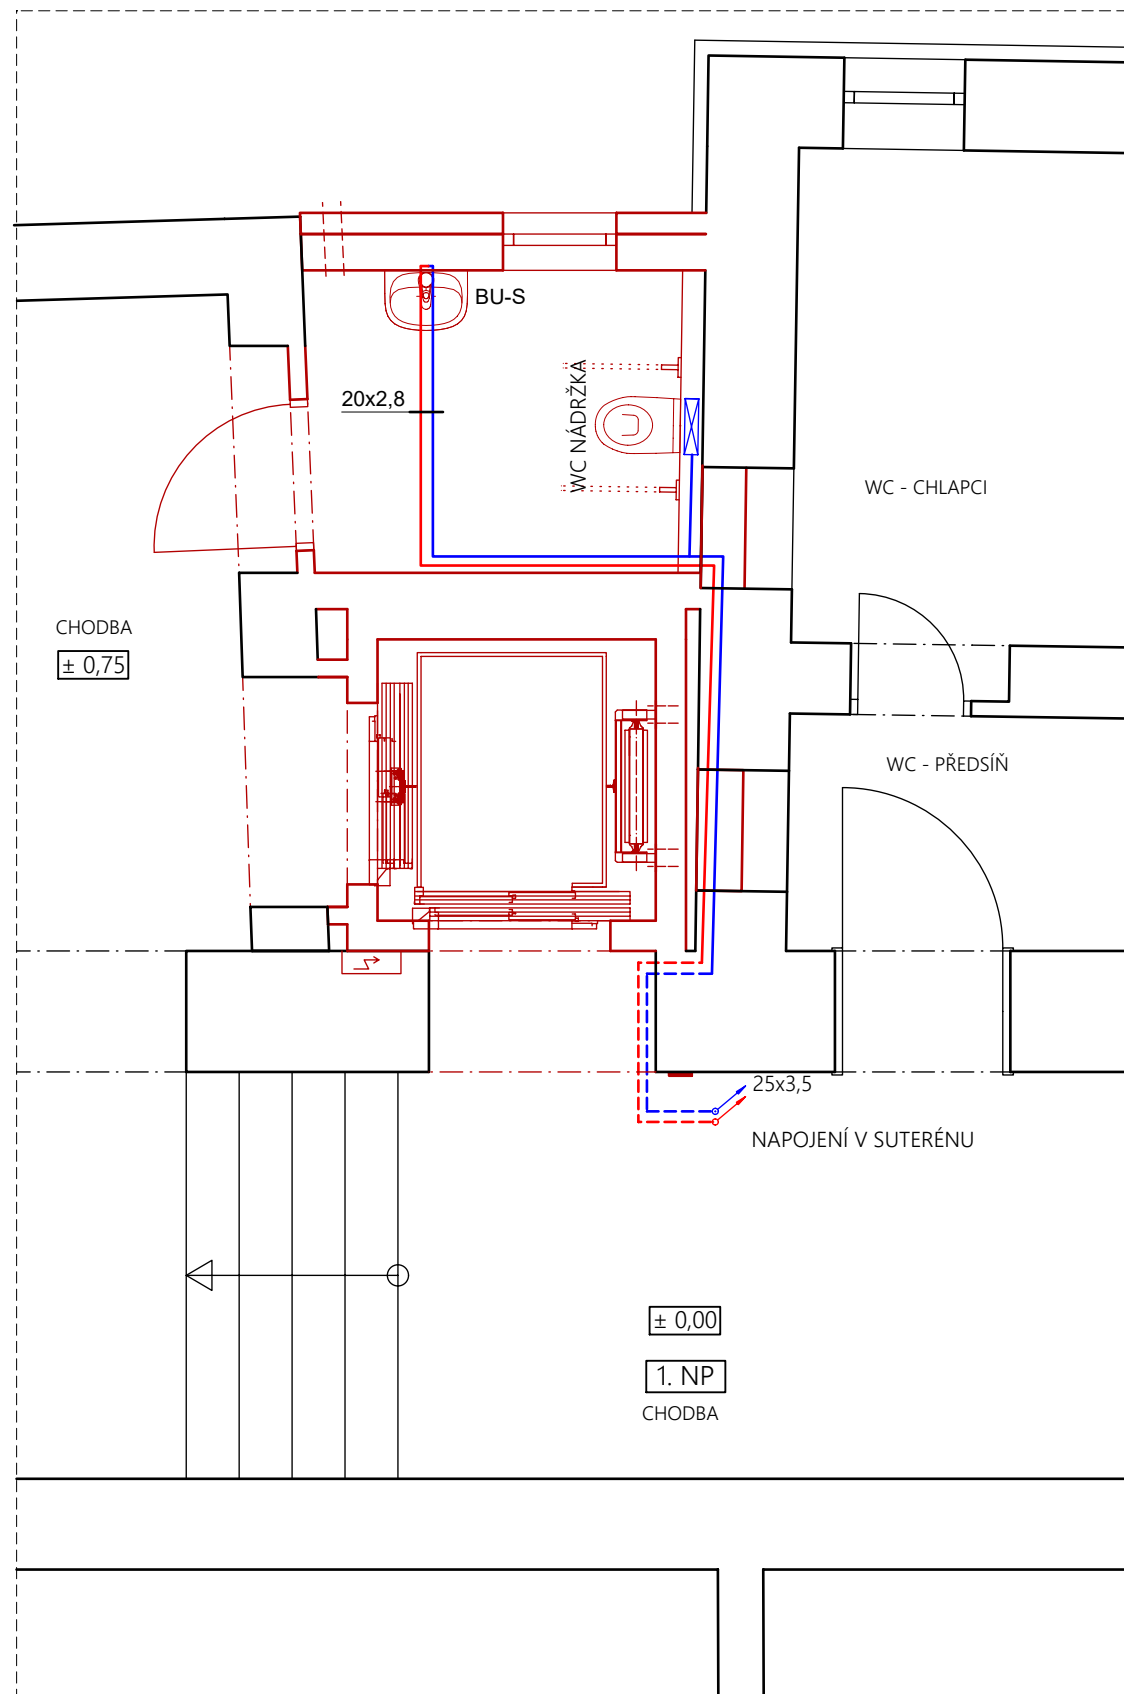 BU-S
20x2,8
WC NÁDRŽKA
WC - CHLAPCI
CHODBA
± 0,75
WC - PŘEDSÍŇ
25x3,5
NAPOJENÍ V SUTERÉNU
± 0,00
1. NP
CHODBA